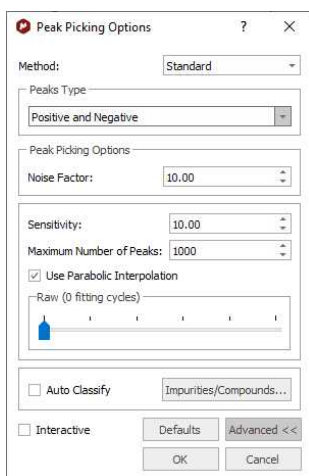 Peak Picking Options ? ×
Method: Standard
Peaks Type
Positive and Negative
Peak Picking Options
Noise Factor: 10.00
Sensitivity: 10.00
Maximum Number of Peaks: 1000
Use Parabolic Interpolation
Raw (0 fitting cycles)
Auto Classify Impurities/Compounds...
Interactive Defaults Advanced <<
OK Cancel